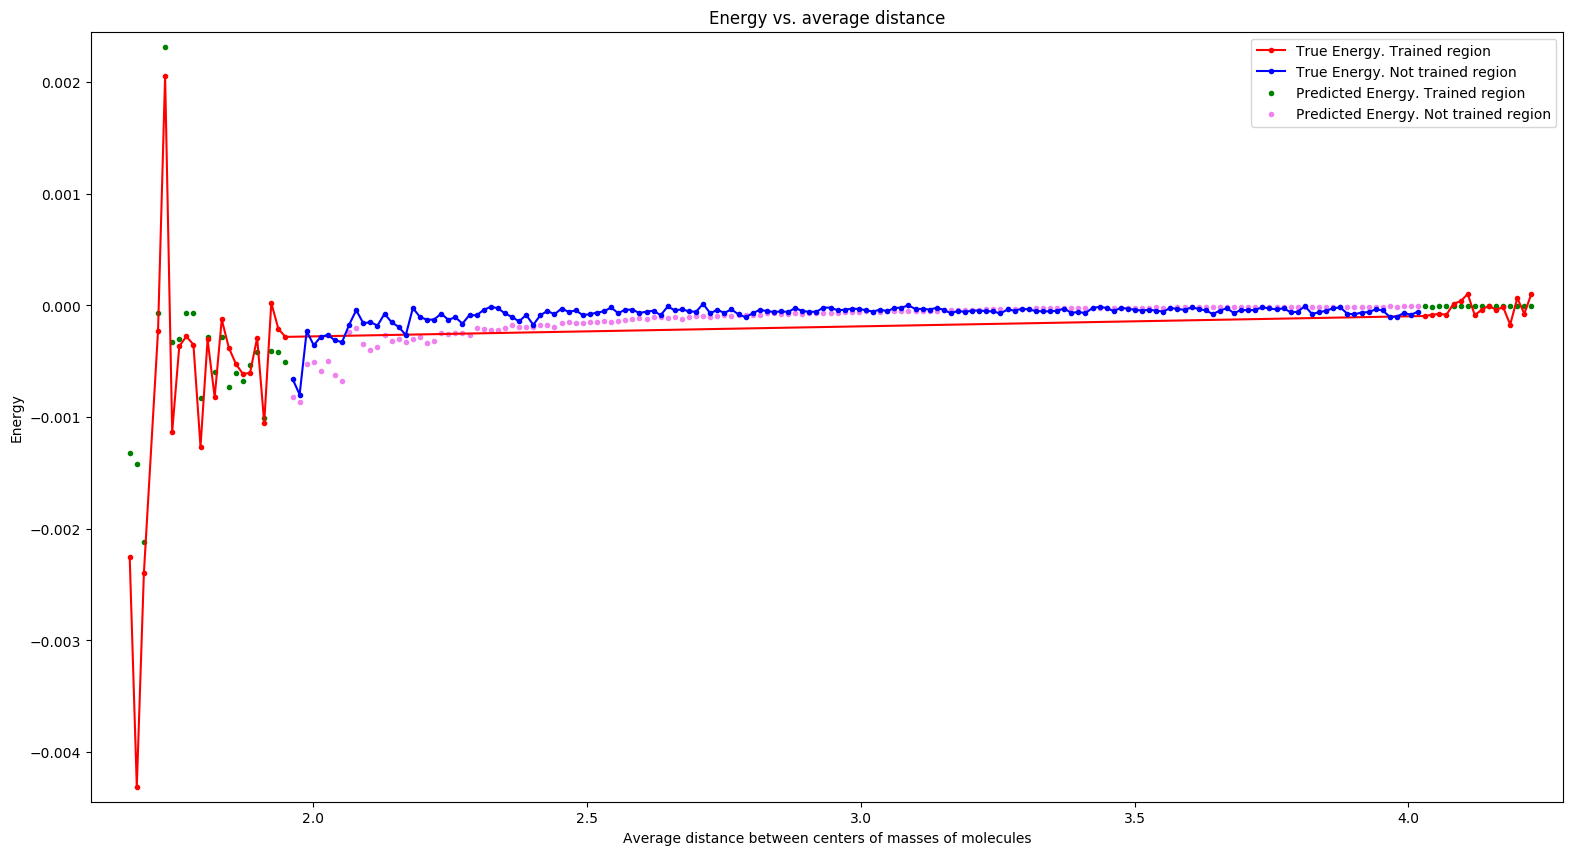 Energy vs. average distance
True Energy. Trained region
True Energy. Not trained region
Predicted Energy. Trained region
Predicted Energy. Not trained region
0.002
0.001
0.000
−0.001
−0.002
−0.003
−0.004
Energy
2.0
2.5
3.0
3.5
4.0
Average distance between centers of masses of molecules